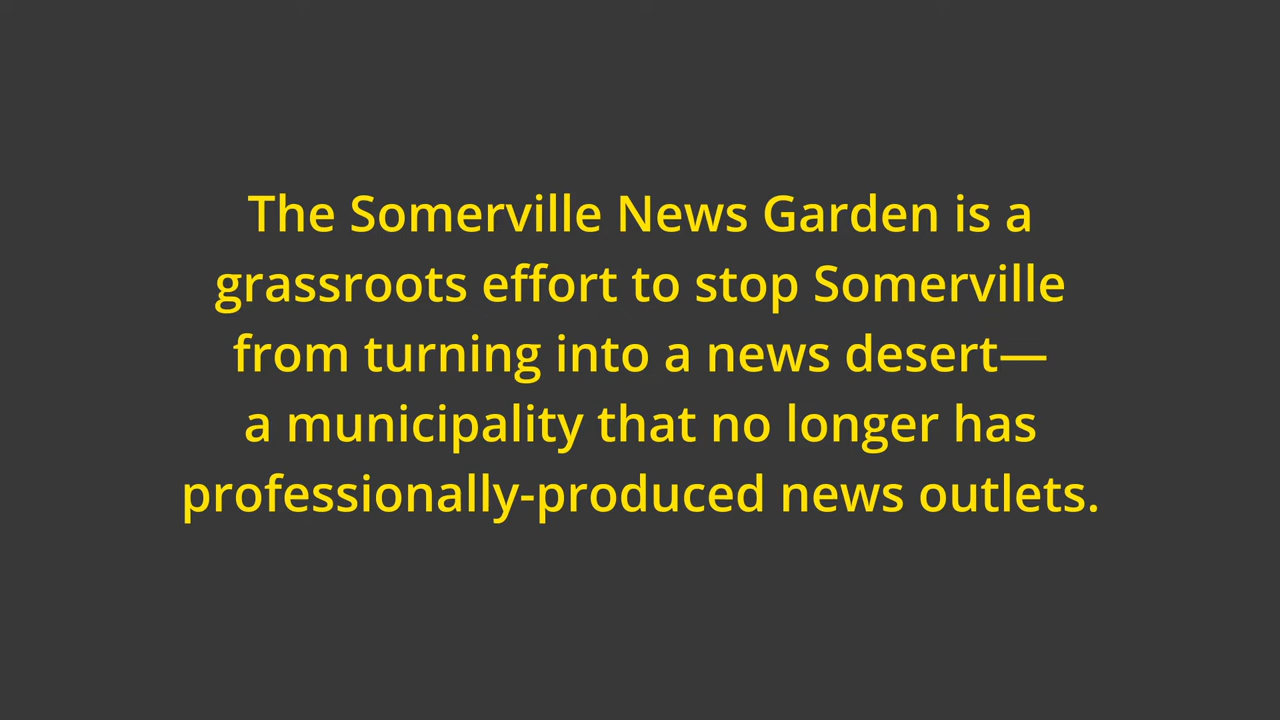 The Somerville News Garden is a
grassroots effort to stop Somerville
from turning into a news desert—
a municipality that no longer has
professionally-produced news outlets.